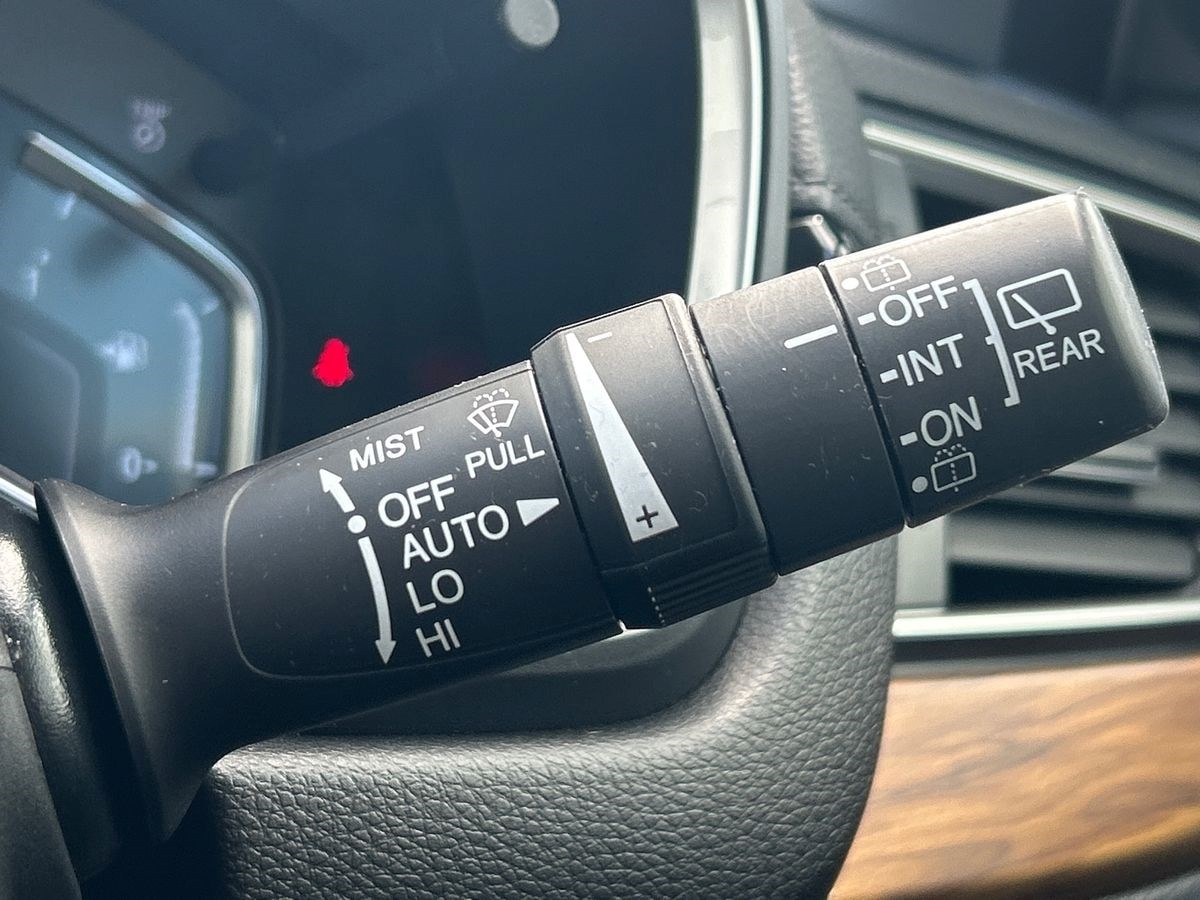 MIST
PULL
OFF
AUTO
LO
HI
− 
+
OFF
INT
ON
REAR